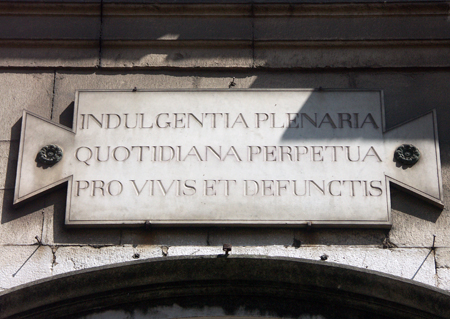 INDULGENTIA PLENARIA
QUOTIDIANA PERPETUA
PRO VIVIS ET DEFUNCTIS